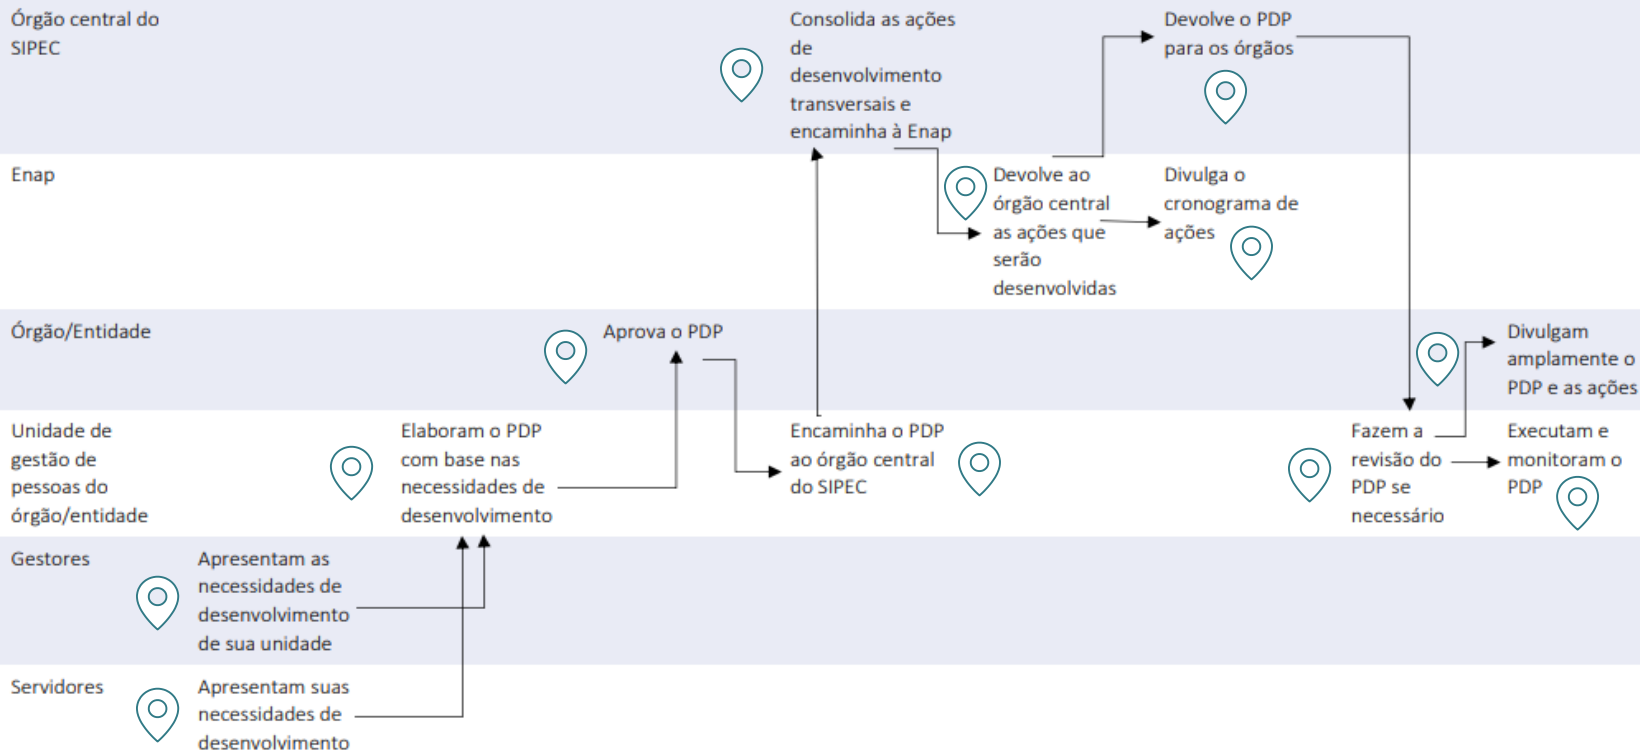 Órgão central do
SIPEC
Consolida as ações
de
desenvolvimento
transversais e
encaminha à Enap
Devolve o PDP
para os órgãos
Enap
Devolve ao
órgão central
as ações que
serão
desenvolvidas
Divulga o
cronograma de
ações
Órgão/Entidade
Aprova o PDP
Divulgam
amplamente o
PDP e as ações
Unidade de
gestão de
pessoas do
órgão/entidade
Elaboram o PDP
com base nas
necessidades de
desenvolvimento
Encaminha o PDP
ao órgão central
do SIPEC
Fazem a
revisão do
PDP se
necessário
Executam e
monitoram o
PDP
Gestores
Apresentam as
necessidades de
desenvolvimento
de sua unidade
Servidores
Apresentam suas
necessidades de
desenvolvimento